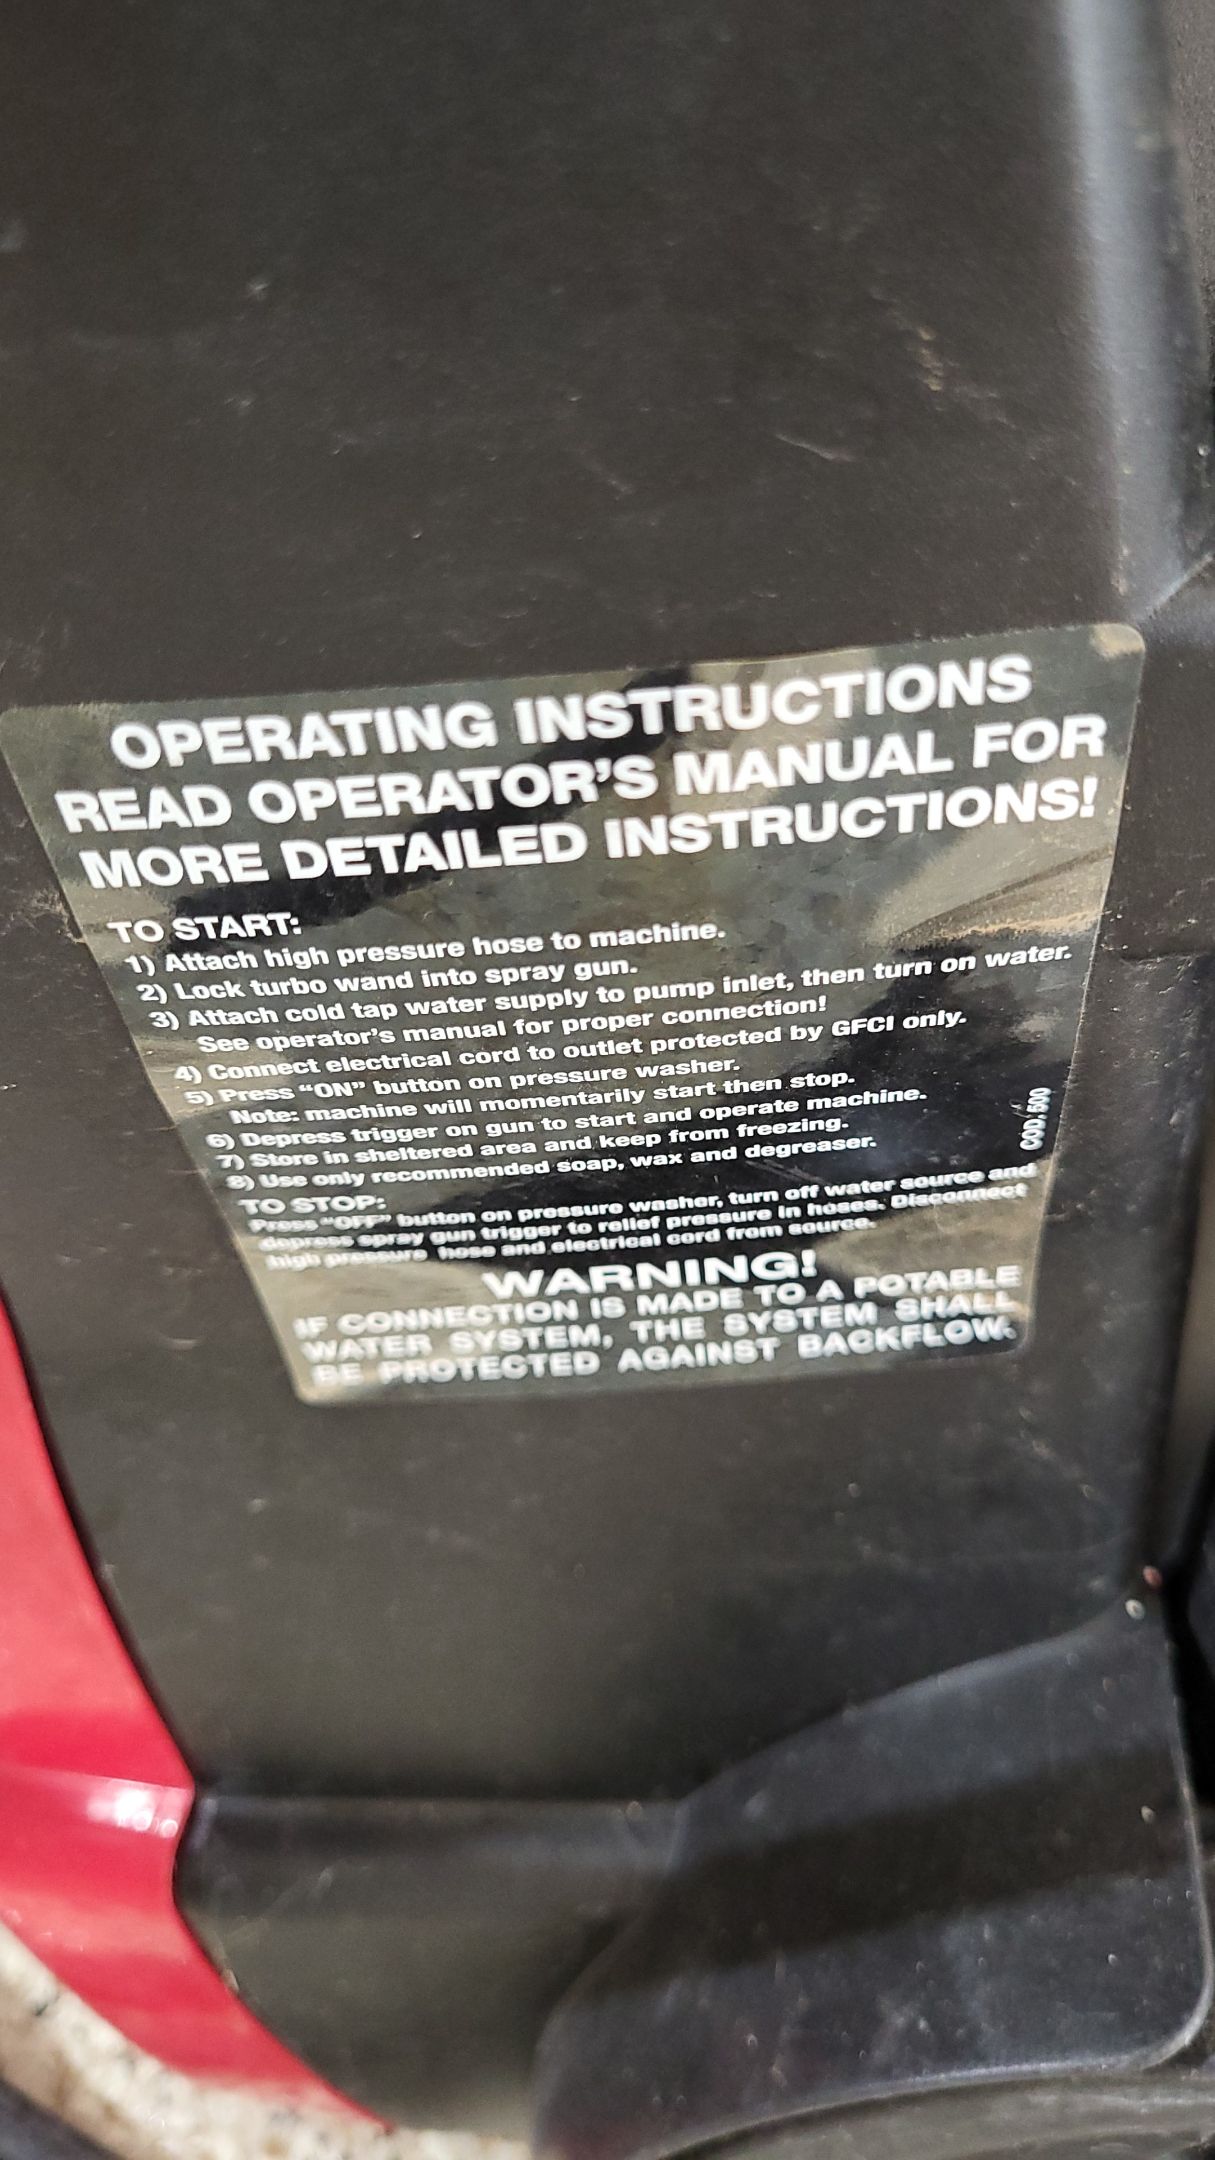 OPERATING INSTRUCTIONS
READ OPERATOR'S MANUAL FOR
MORE DETAILED INSTRUCTIONS!
TO START:
1) Attach high pressure hose to machine.
2) Lock turbo wand into spray gun.
3) Attach cold tap water supply to pump inlet, then turn on water.
See operator's manual for proper connection!
4) Connect electrical cord to outlet protected by GFCI only.
5) Press "ON" button on pressure washer.
Note: machine will momentarily start then stop.
6) Depress trigger on gun to start and operate machine.
7) Store in sheltered area and keep from freezing.
8) Use only recommended soap, wax and degreaser.
COD. 500
TO STOP:
Press "OFF" button on pressure washer, turn off water source and
depress spray gun trigger to relief pressure in hoses. Disconnect
high pressure hose and electrical cord from source.
WARNING!
IF CONNECTION IS MADE TO A POTABLE
WATER SYSTEM, THE SYSTEM SHALL
BE PROTECTED AGAINST BACKFLOW.